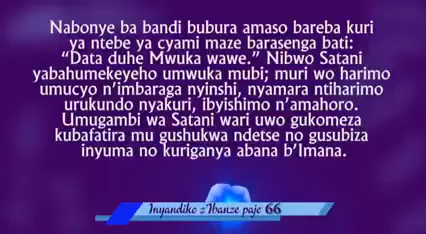 Nabonye ba bandi bubura amaso bareba kuri
ya ntebe ya cyami maze barasenga bati:
“Data duhe Mwuka wawe.” Nibwo Satani
yabahumekeyeho umwuka mubi; muri wo harimo
umucyo n’imbaraga nyinshi, nyamara ntiharimo
urukundo nyakuri, ibyishimo n’amahoro.
Umugambi wa Satani wari uwo gukomeza
kubafatira mu gushukwa ndetse no gusubiza
inyuma no kuriganya abana b’Imana.
Inyandiko z’Ibanze paje 66